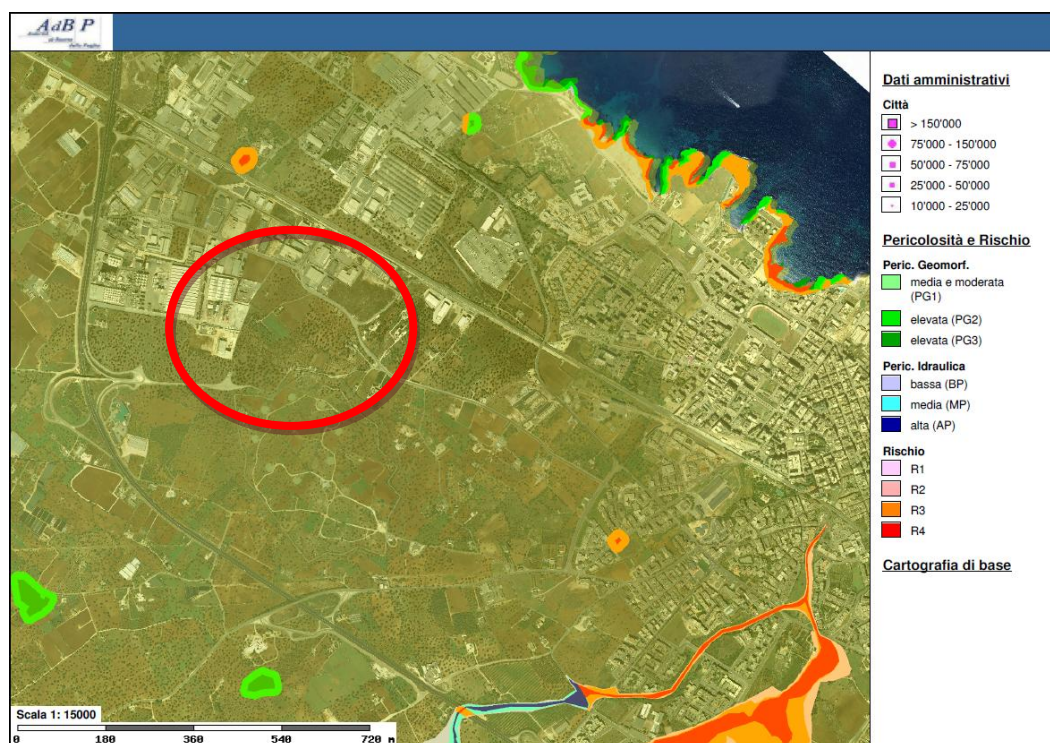 AdB P
della Puglia
Dati amministrativi
Città
> 150'000
75'000 - 150'000
50'000 - 75'000
25'000 - 50'000
10'000 - 25'000
Pericolosità e Rischio
Peric. Geomorf.
media e moderata
(PG1)
elevata (PG2)
elevata (PG3)
Peric. Idraulica
bassa (BP)
media (MP)
alta (AP)
Rischio
R1
R2
R3
R4
Cartografia di base
Scala 1: 15000
0 180 360 540 720 m